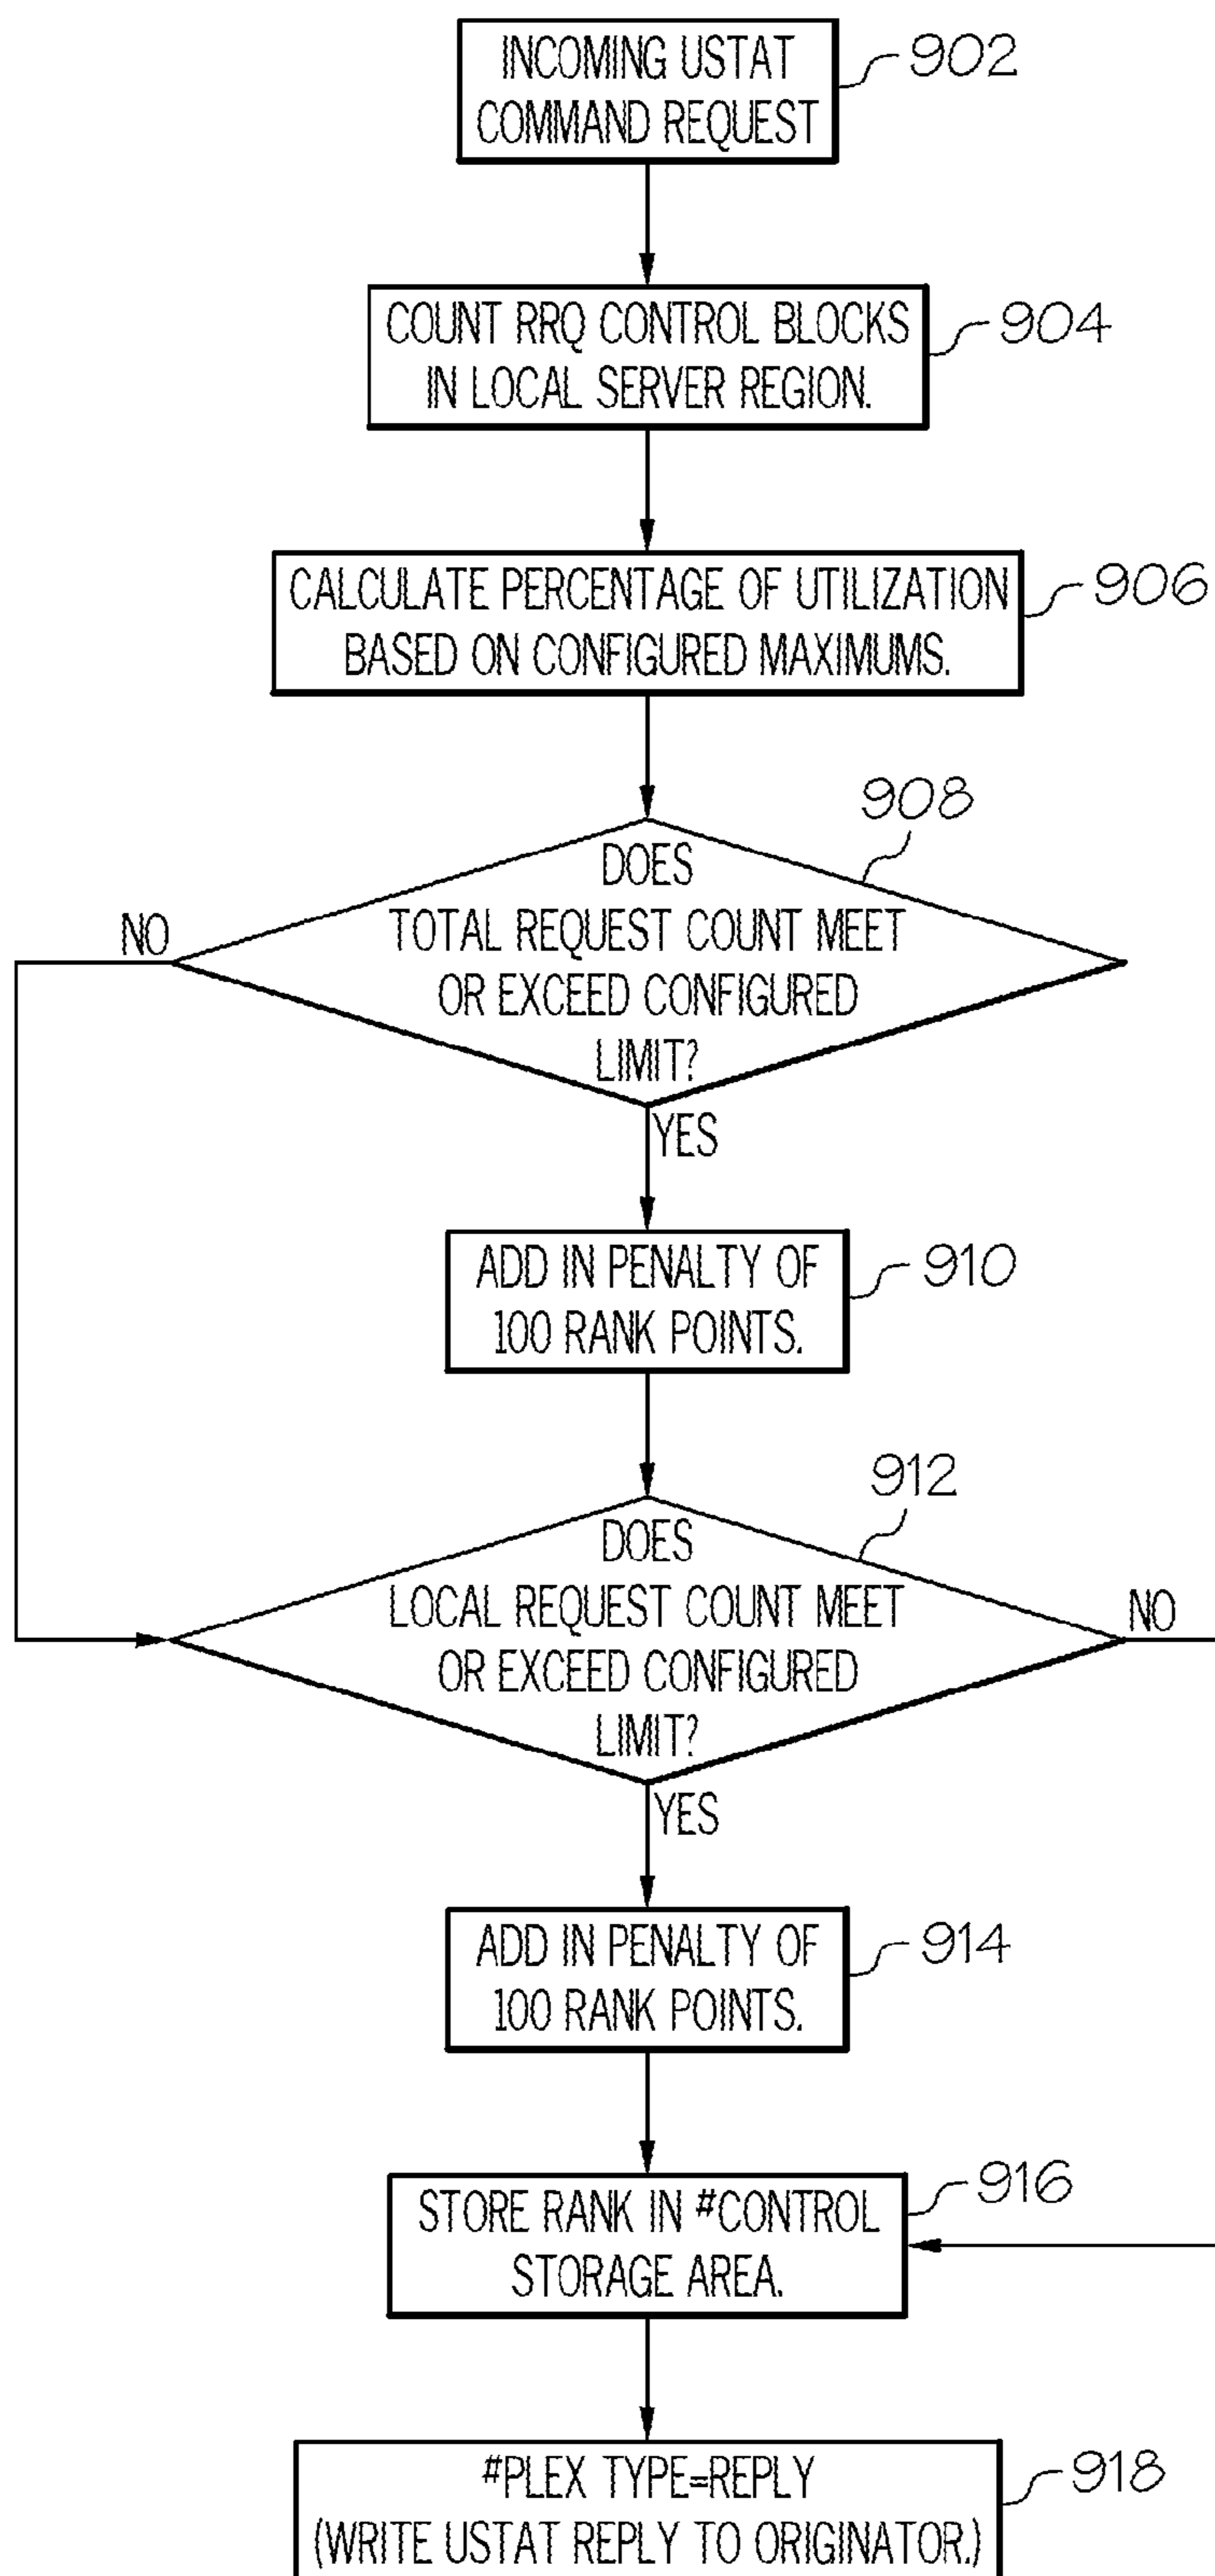 INCOMING USTAT
COMMAND REQUEST
902
COUNT RRQ CONTROL BLOCKS
IN LOCAL SERVER REGION.
904
CALCULATE PERCENTAGE OF UTILIZATION
BASED ON CONFIGURED MAXIMUMS.
906
908
DOES
TOTAL REQUEST COUNT MEET
OR EXCEED CONFIGURED
LIMIT?
NO
YES
ADD IN PENALTY OF
100 RANK POINTS.
910
912
DOES
LOCAL REQUEST COUNT MEET
OR EXCEED CONFIGURED
LIMIT?
NO
YES
ADD IN PENALTY OF
100 RANK POINTS.
914
STORE RANK IN #CONTROL
STORAGE AREA.
916
#PLEX TYPE=REPLY
(WRITE USTAT REPLY TO ORIGINATOR.)
918